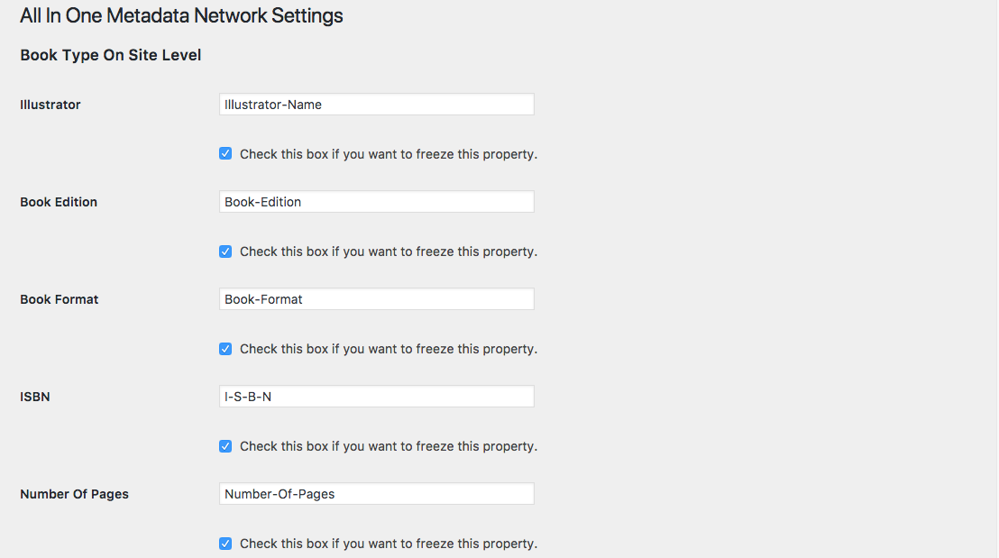 All In One Metadata Network Settings
Book Type On Site Level
Illustrator
Illustrator-Name
Check this box if you want to freeze this property.
Book Edition
Book-Edition
Check this box if you want to freeze this property.
Book Format
Book-Format
Check this box if you want to freeze this property.
ISBN
I-S-B-N
Check this box if you want to freeze this property.
Number Of Pages
Number-Of-Pages
Check this box if you want to freeze this property.